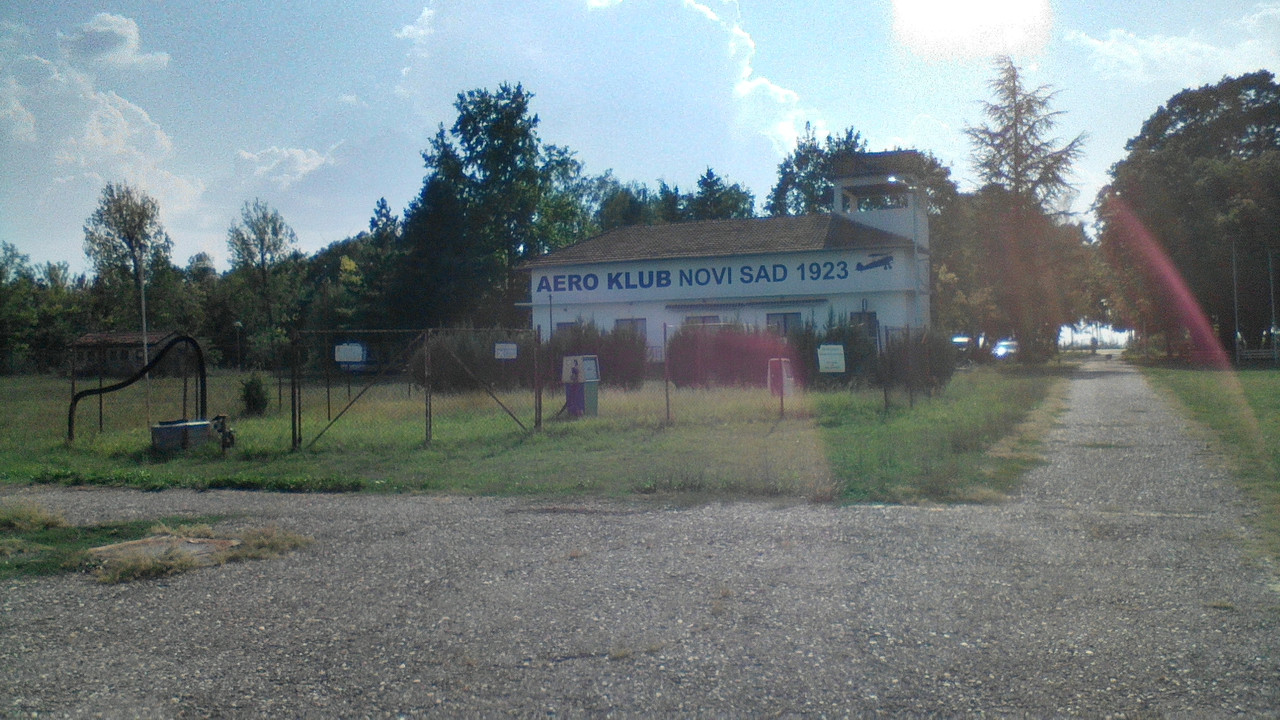 AERO KLUB NOVI SAD 1923